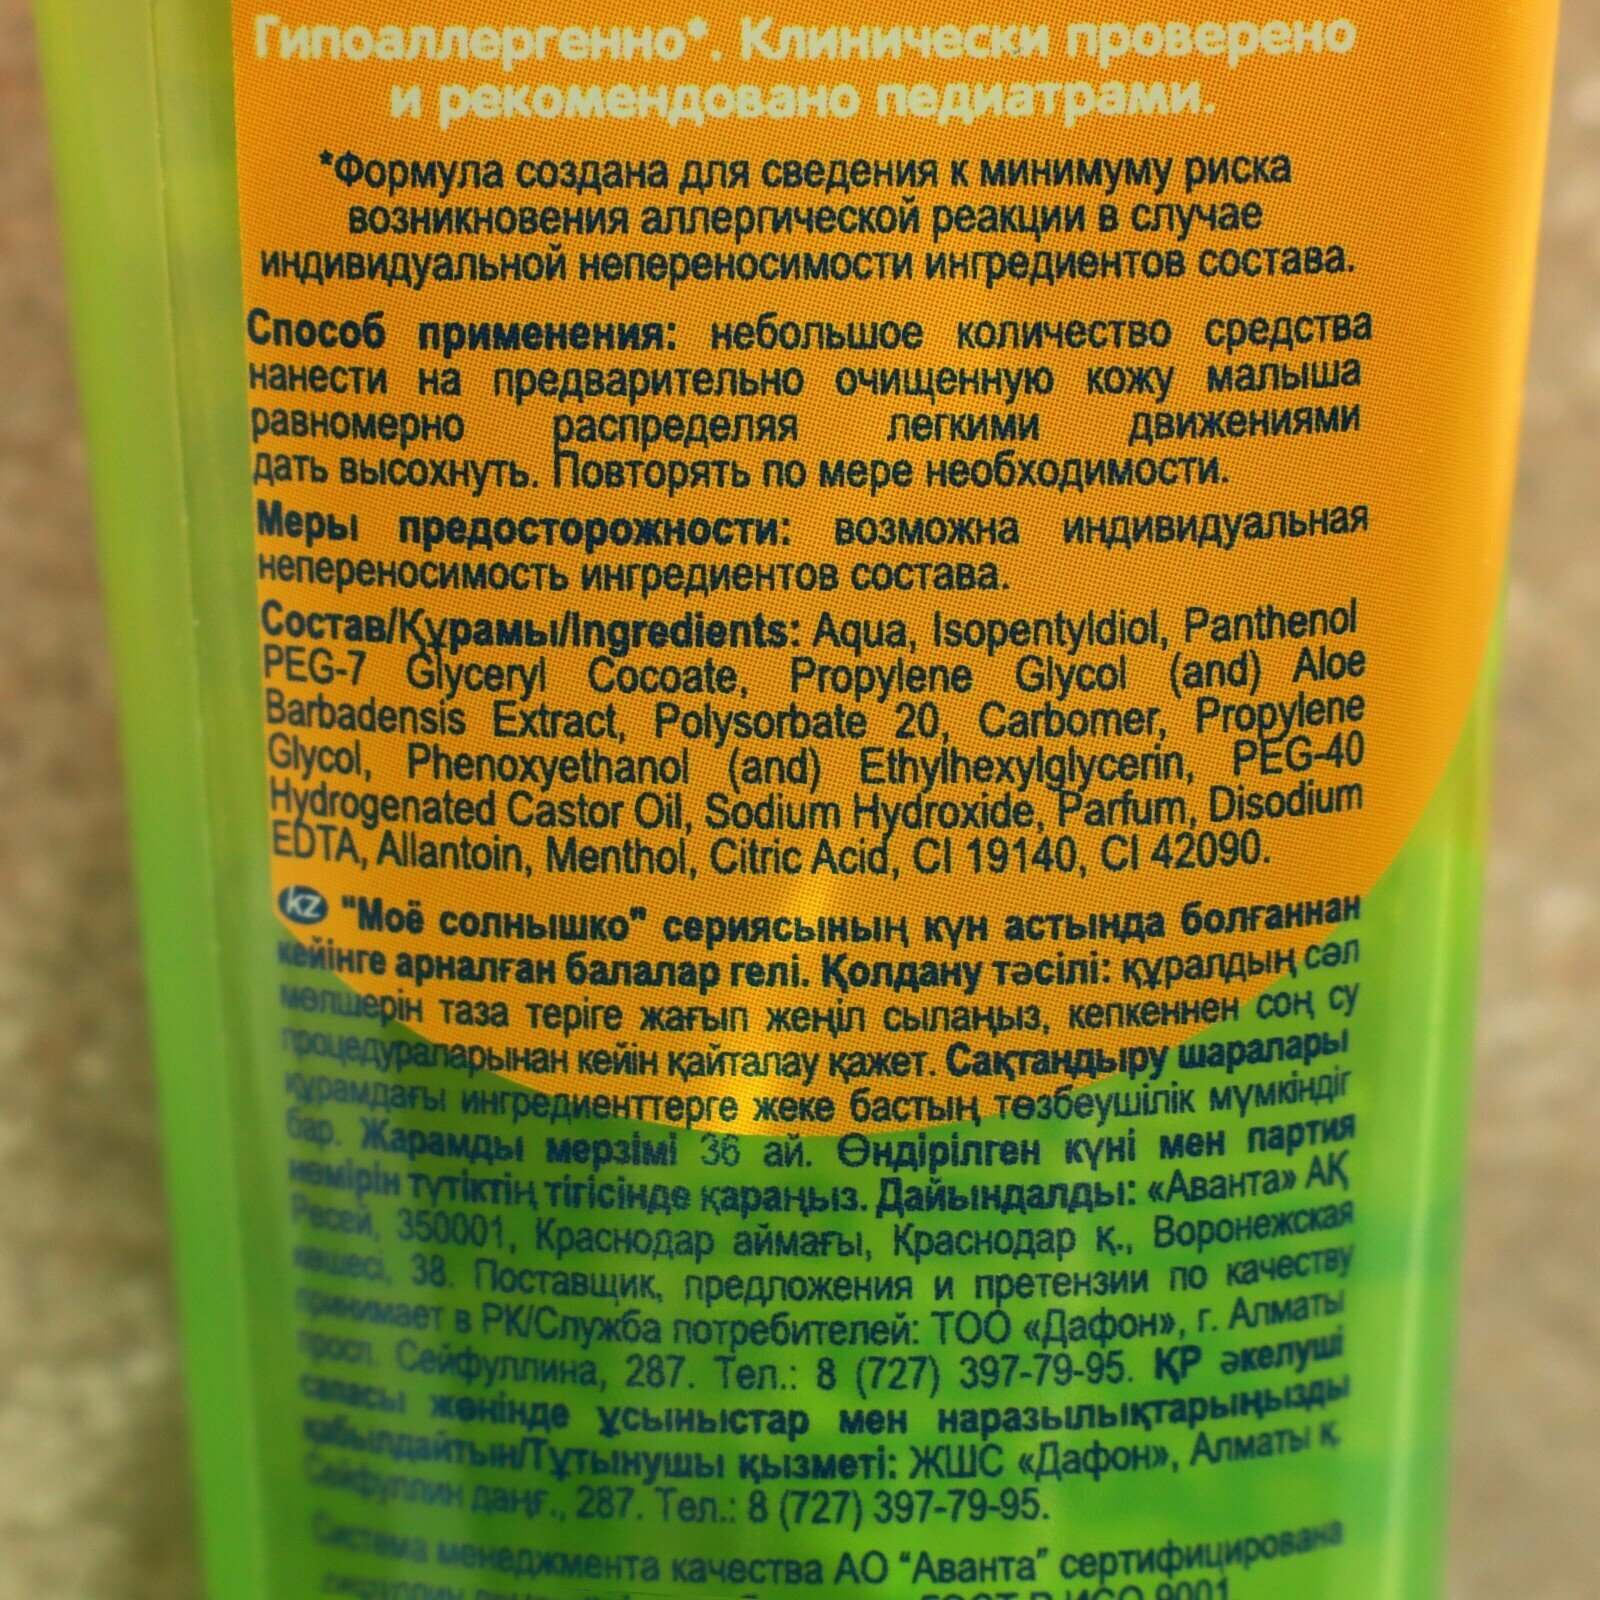 Гипоаллергенно*. Клинически проверено
и рекомендовано педиатрами.
*Формула создана для сведения к минимуму риска
возникновения аллергической реакции в случае
индивидуальной непереносимости ингредиентов состава.
Способ применения: небольшое количество средства
нанести на предварительно очищенную кожу малыша
равномерно распределяя легкими движениями
дать высохнуть. Повторять по мере необходимости.
Меры предосторожности: возможна индивидуальная
непереносимость ингредиентов состава.
Состав/Құрамы/Ingredients: Aqua, Isopentyldiol, Panthenol
PEG-7 Glyceryl Cocoate, Propylene Glycol (and) Aloe
Barbadensis Extract, Polysorbate 20, Carbomer, Propylene
Glycol, Phenoxyethanol (and) Ethylhexylglycerin, PEG-40
Hydrogenated Castor Oil, Sodium Hydroxide, Parfum, Disodium
EDTA, Allantoin, Menthol, Citric Acid, CI 19140, CI 42090.
kz "Моё солнышко" сериясының күн астында болғаннан
кейінге арналған балалар гелі. Қолдану тәсілі: құралдың сәл
мөлшерін таза теріге жағып жеңіл сылаңыз, кепкеннен соң су
процедураларынан кейін қайталау қажет. Сақтандыру шаралары
құрамдағы ингредиенттерге жеке бастың төзбеушілік мүмкіндіг
бар. Жарамды мерзімі 36 ай. Өндірілген күні мен партия
нөмірін түтіктің тігісінде қараңыз. Дайындалды: «Аванта» АҚ
Ресей, 350001, Краснодар аймағы, Краснодар қ., Воронежская
көшесі, 38. Поставщик, предложения и претензии по качеству
принимает в РК/Служба потребителей: ТОО «Дафон», г. Алматы
просп. Сейфуллина, 287. Тел.: 8 (727) 397-79-95. ҚР әкелуші
сапасы жөнінде ұсыныстар мен наразылықтарыңызды
қабылдайтын/Тұтынушы қызметі: ЖШС «Дафон», Алматы қ.
Сейфуллин даңғ., 287. Тел.: 8 (727) 397-79-95.
Система менеджмента качества АО "Аванта" сертифицирована
ГОСТ Р ИСО 9001